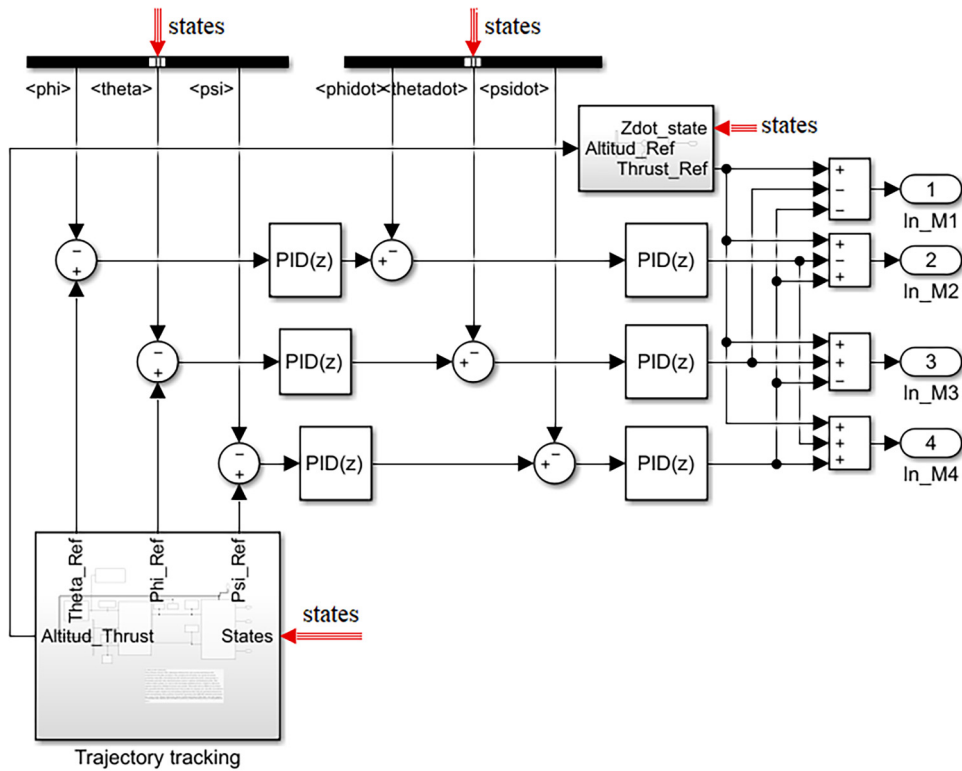 states
states
<phi>
<theta>
<psi>
<phidot>
<thetadot>
<psidot>
Zdot_state
Altitud_Ref
Thrust_Ref
states
+
−
−
1
In_M1
−
+
PID(z)
+
−
PID(z)
+
−
+
2
In_M2
−
+
PID(z)
+
−
PID(z)
+
+
−
3
In_M3
−
+
PID(z)
+
−
PID(z)
+
+
+
4
In_M4
Theta_Ref
Phi_Ref
Psi_Ref
Altitud_Thrust
States
states
Trajectory tracking